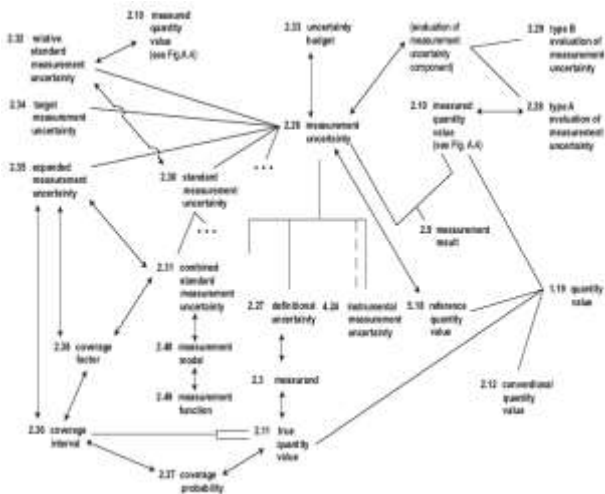 2.32 relative
standard
measurement
uncertainty
2.10 measured
quantity
value
(see Fig. A.4)
2.33 uncertainty
budget
(evaluation of
measurement
uncertainty
component)
2.29 type B
evaluation of
measurement
uncertainty
2.34 target
measurement
uncertainty
2.26 measurement
uncertainty
2.10 measured
quantity
value
(see Fig. A.4)
2.28 type A
evaluation of
measurement
uncertainty
2.35 expanded
measurement
uncertainty
2.30 standard
measurement
uncertainty
...
...
2.9 measurement
result
2.31 combined
standard
measurement
uncertainty
2.27 definitional
uncertainty
4.24 instrumental
measurement
uncertainty
5.18 reference
quantity
value
1.19 quantity
value
2.38 coverage
factor
2.48 measurement
model
2.3 measurand
2.49 measurement
function
2.12 conventional
quantity
value
2.36 coverage
interval
2.11 true
quantity
value
2.37 coverage
probability